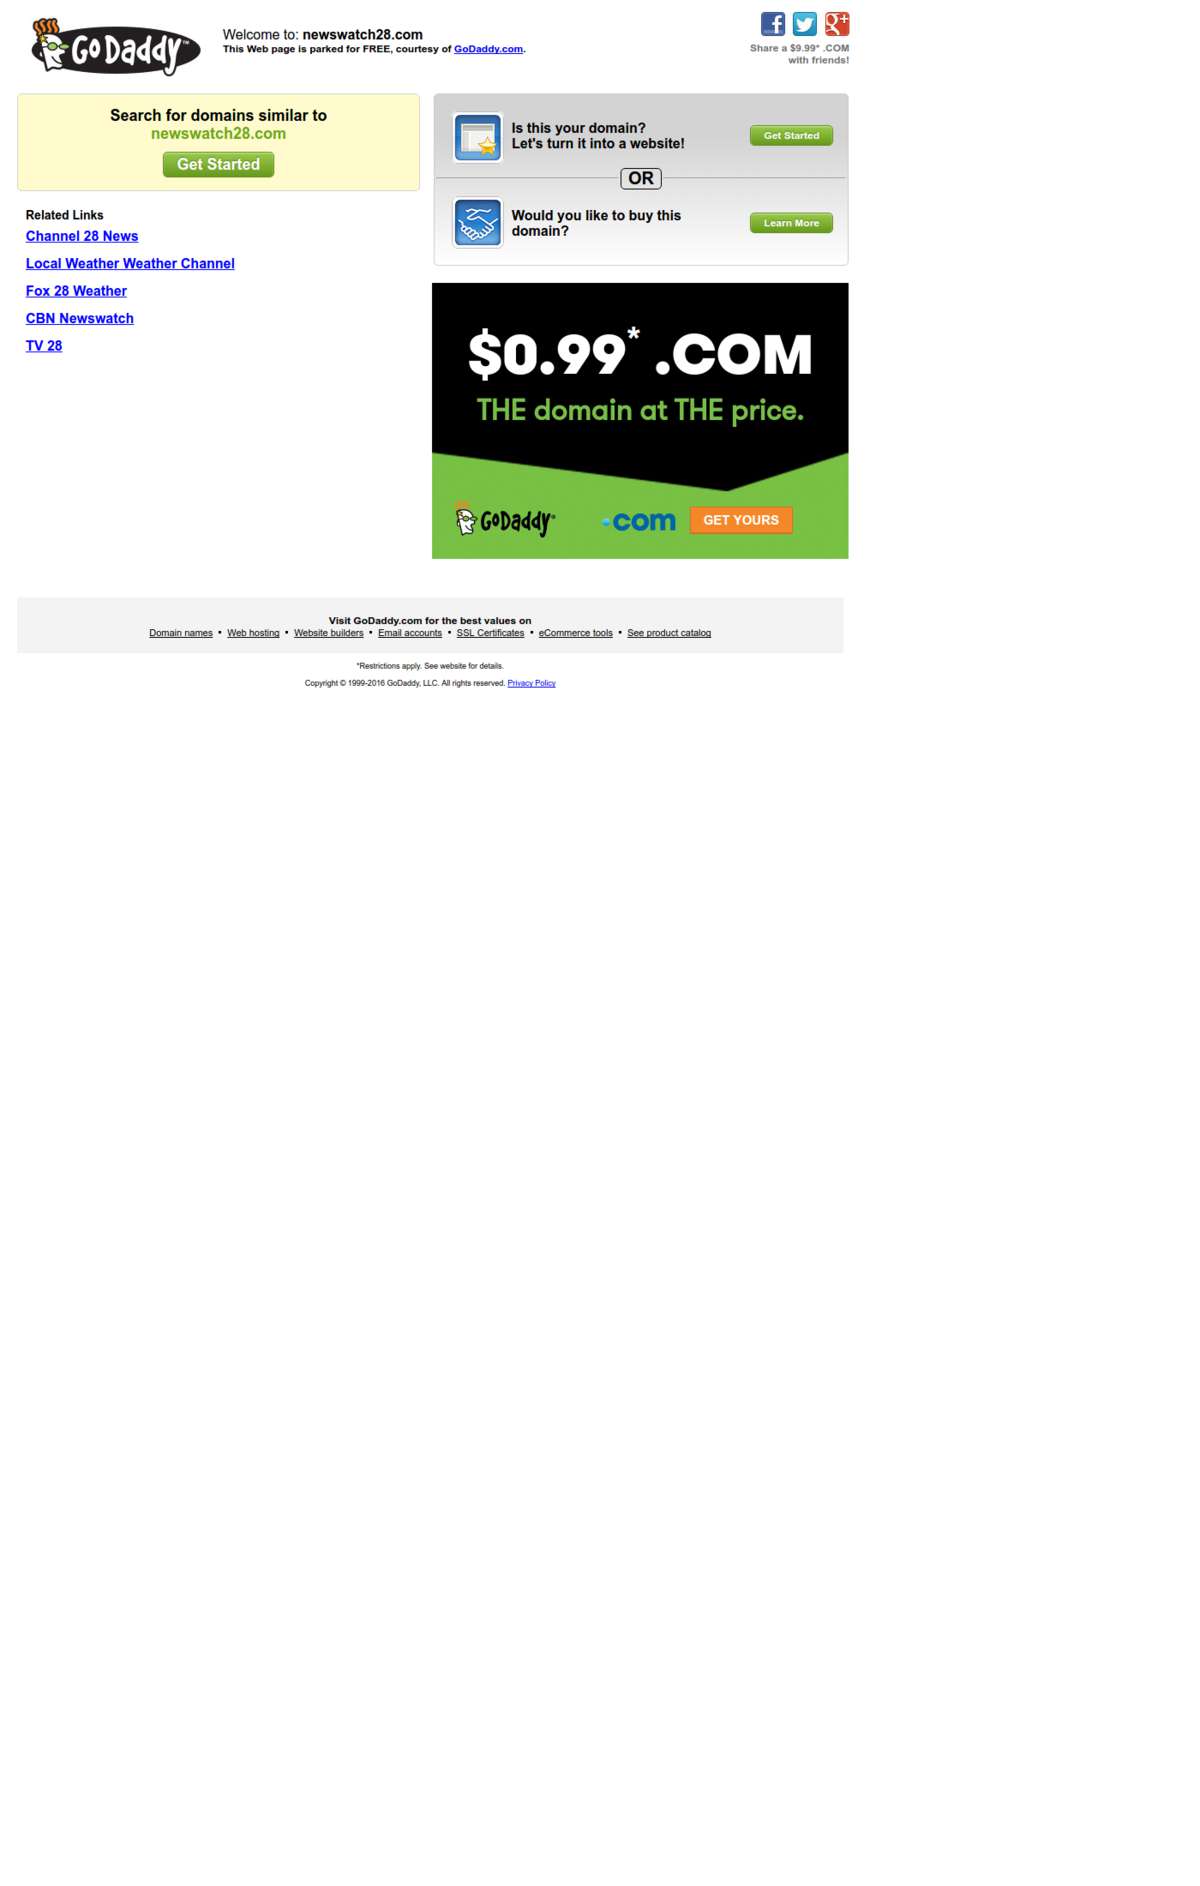 GO DADDY™
Welcome to: newswatch28.com
This Web page is parked for FREE, courtesy of GoDaddy.com.
Share a $9.99* .COM
with friends!
Search for domains similar to
newswatch28.com
Get Started
Is this your domain?
Let's turn it into a website!
Get Started
OR
Would you like to buy this
domain?
Learn More
Related Links
Channel 28 News
Local Weather Weather Channel
Fox 28 Weather
CBN Newswatch
TV 28
$0.99* .COM
THE domain at THE price.
GoDaddy®
.com
GET YOURS
Visit GoDaddy.com for the best values on
Domain names • Web hosting • Website builders • Email accounts • SSL Certificates • eCommerce tools • See product catalog
*Restrictions apply. See website for details.
Copyright © 1999-2016 GoDaddy, LLC. All rights reserved. Privacy Policy